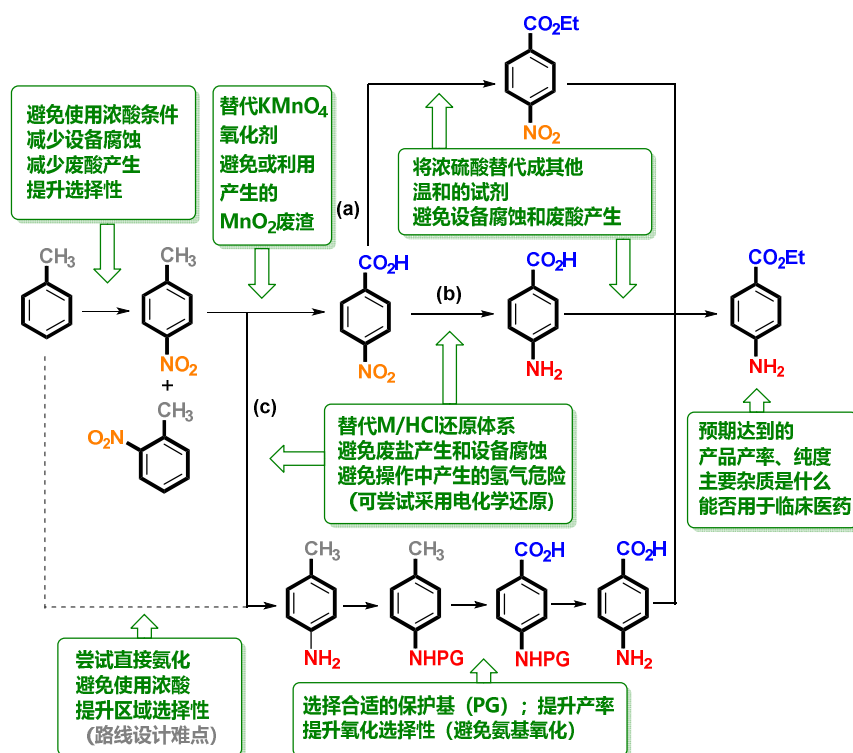 CO₂Et
NO₂
避免使用浓酸条件
减少设备腐蚀
减少废酸产生
提升选择性
替代KMnO₄
氧化剂
避免或利用
产生的
MnO₂废渣
(a)
将浓硫酸替代成其他
温和的试剂
避免设备腐蚀和废酸产生
CH₃
CH₃
NO₂
+
CH₃
O₂N
CO₂H
NO₂
(b)
CO₂H
NH₂
CO₂Et
NH₂
(c)
替代M/HCl还原体系
避免废盐产生和设备腐蚀
避免操作中产生的氢气危险
(可尝试采用电化学还原)
预期达到的
产品产率、纯度
主要杂质是什么
能否用于临床医药
CH₃
NH₂
CH₃
NHPG
CO₂H
NHPG
CO₂H
NH₂
尝试直接氨化
避免使用浓酸
提升区域选择性
(路线设计难点)
选择合适的保护基（PG）；提升产率
提升氧化选择性（避免氨基氧化）